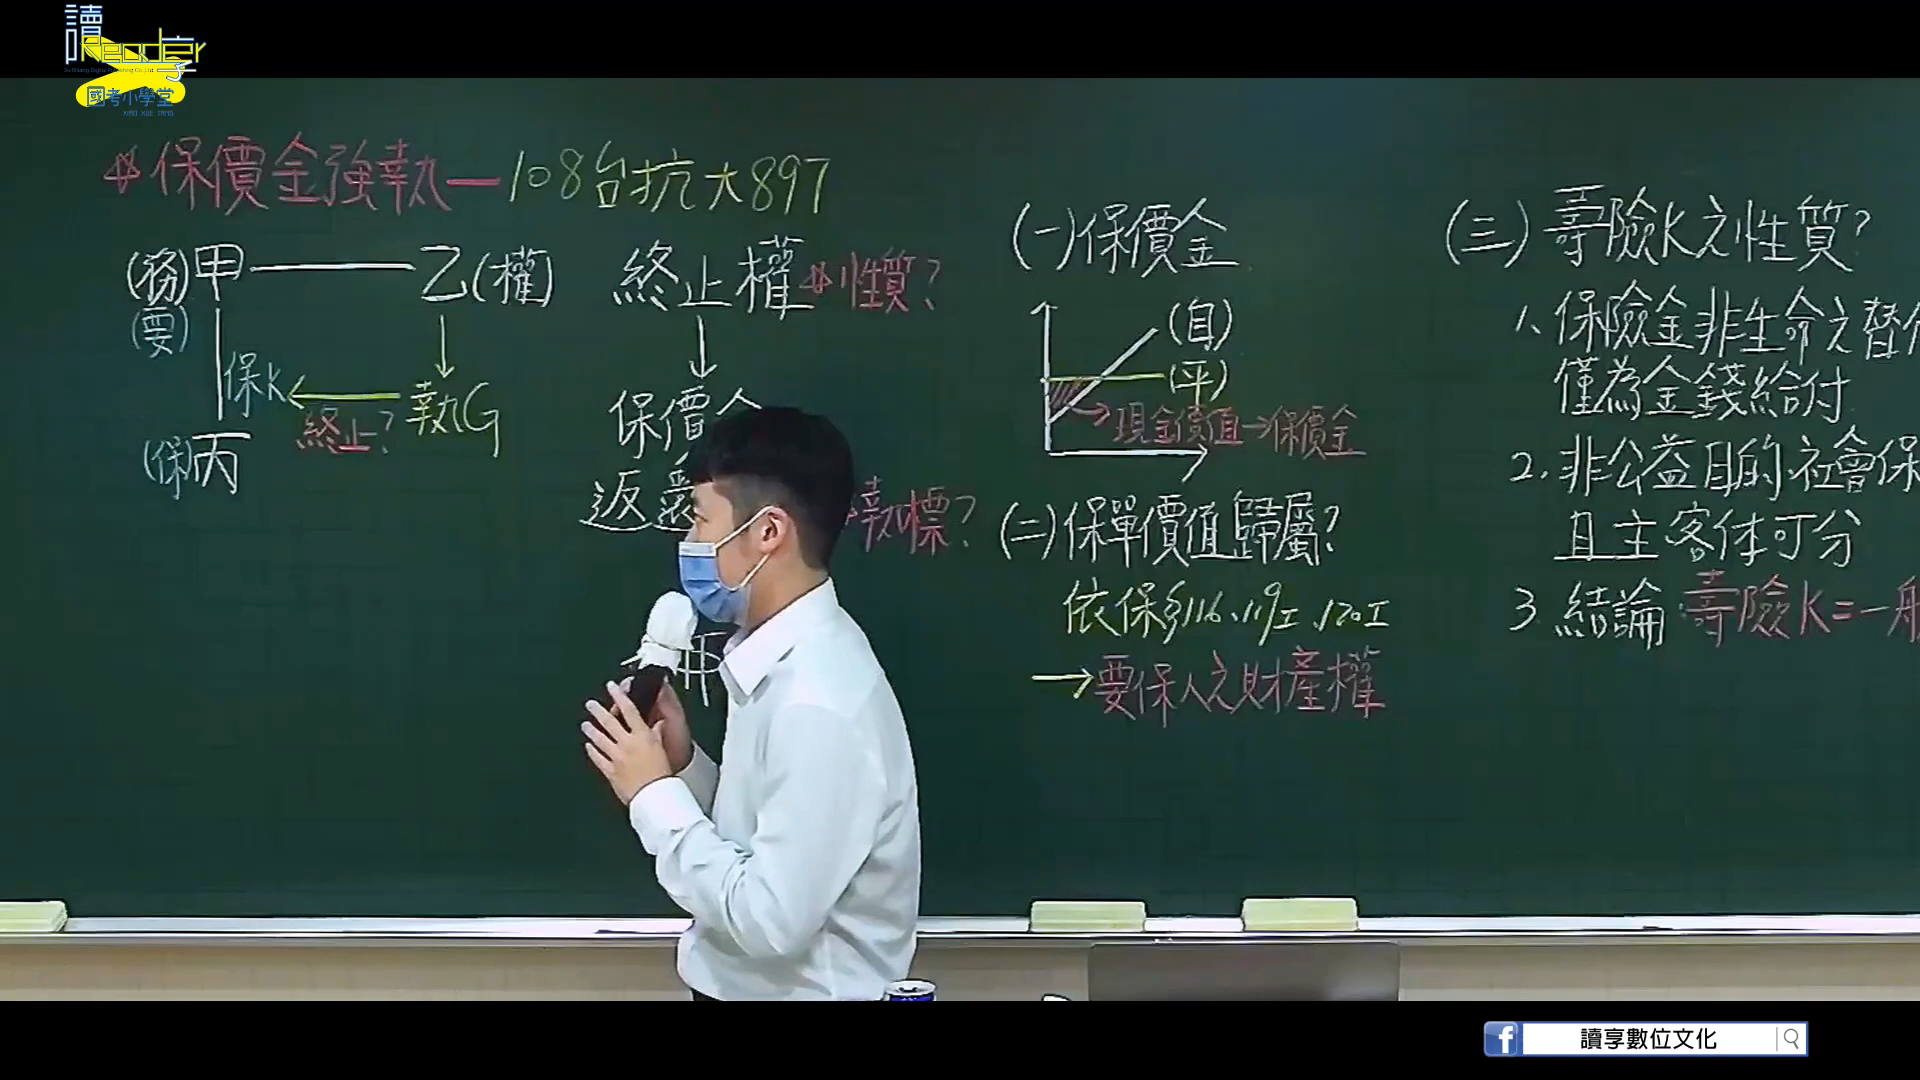 讀享
Reader
國考小學堂
XIAO XUE TANG
保價金強執—108台抗大897
(務)甲—乙(權)
(要)
保K
終止?
執G
(保)丙
終止權 性質?
保價金
返還
執標?
(一)保價金
(自)
(平)
現金價值→保價金
(二)保單價值歸屬?
依保§116、119I、120I
→要保人之財產權
(三)壽險K之性質?
1、保險金非生命之替
僅為金錢給付
2.非公益目的社會保
且主客体可分
3 結論:壽險K=一般
讀享數位文化